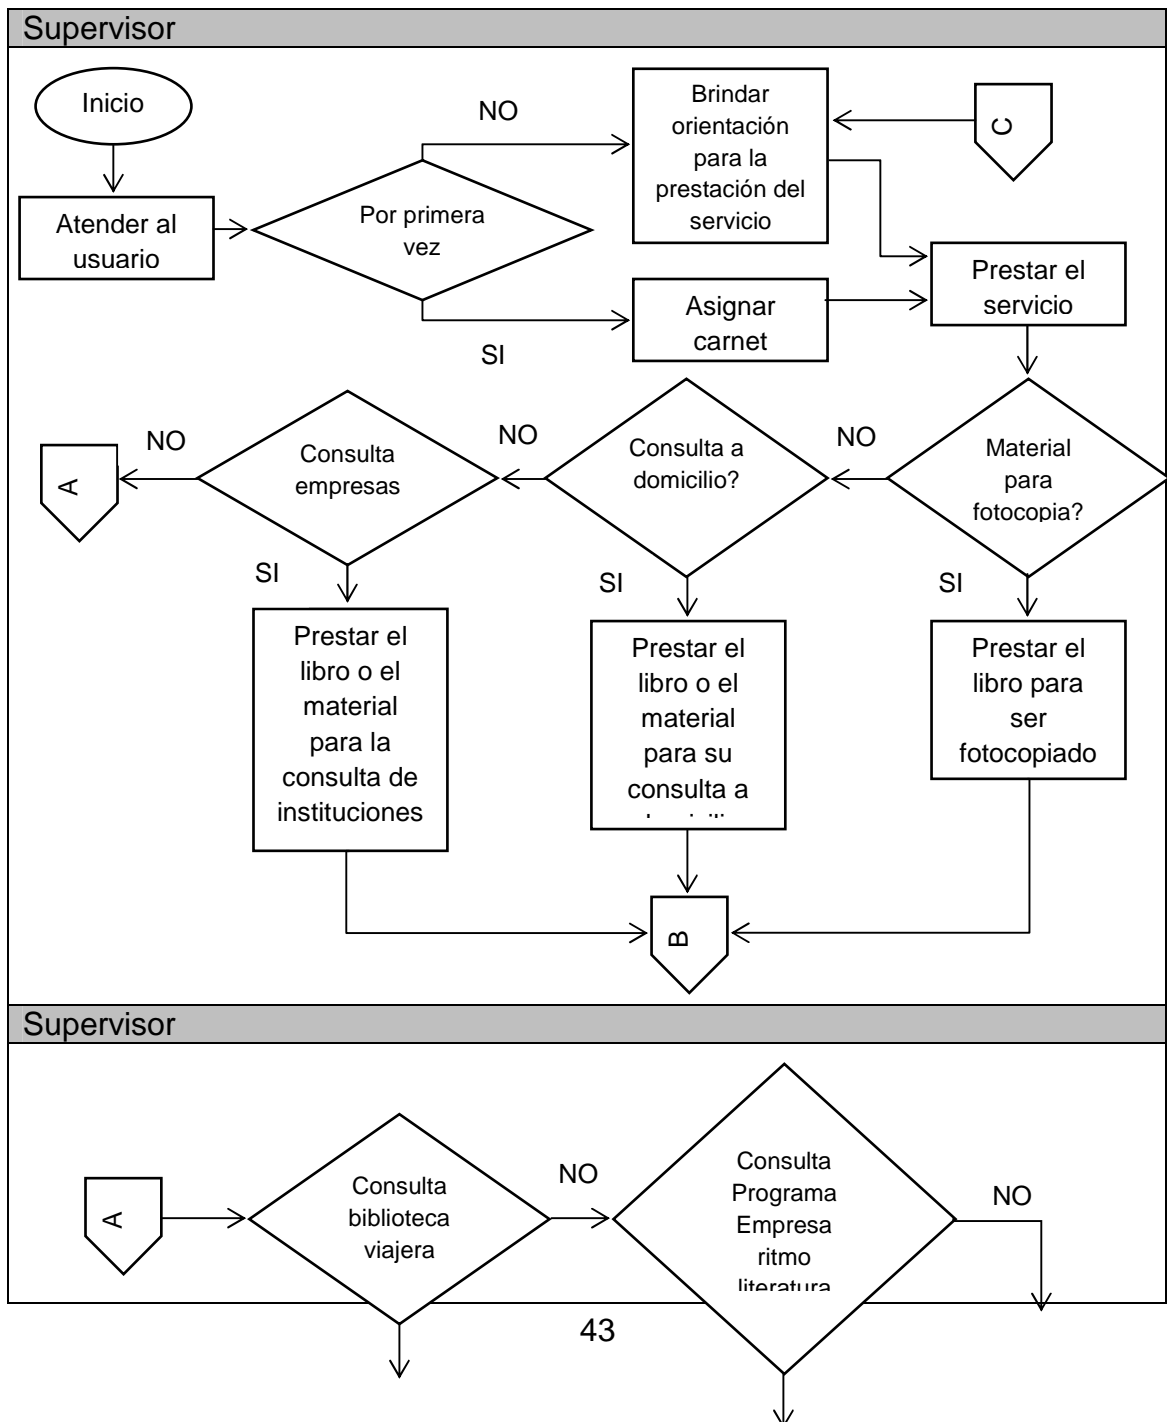 Supervisor
Inicio
Atender al
usuario
Por primera
vez
NO
SI
Brindar
orientación
para la
prestación del
servicio
C
Asignar
carnet
Prestar el
servicio
Material
para
fotocopia?
NO
SI
Consulta a
domicilio?
NO
SI
Consulta
empresas
NO
SI
A
Prestar el
libro o el
material
para la
consulta de
instituciones
Prestar el
libro o el
material
para su
consulta a
Prestar el
libro para
ser
fotocopiado
B
Supervisor
A
Consulta
biblioteca
viajera
NO
Consulta
Programa
Empresa
ritmo
literatura
NO
43